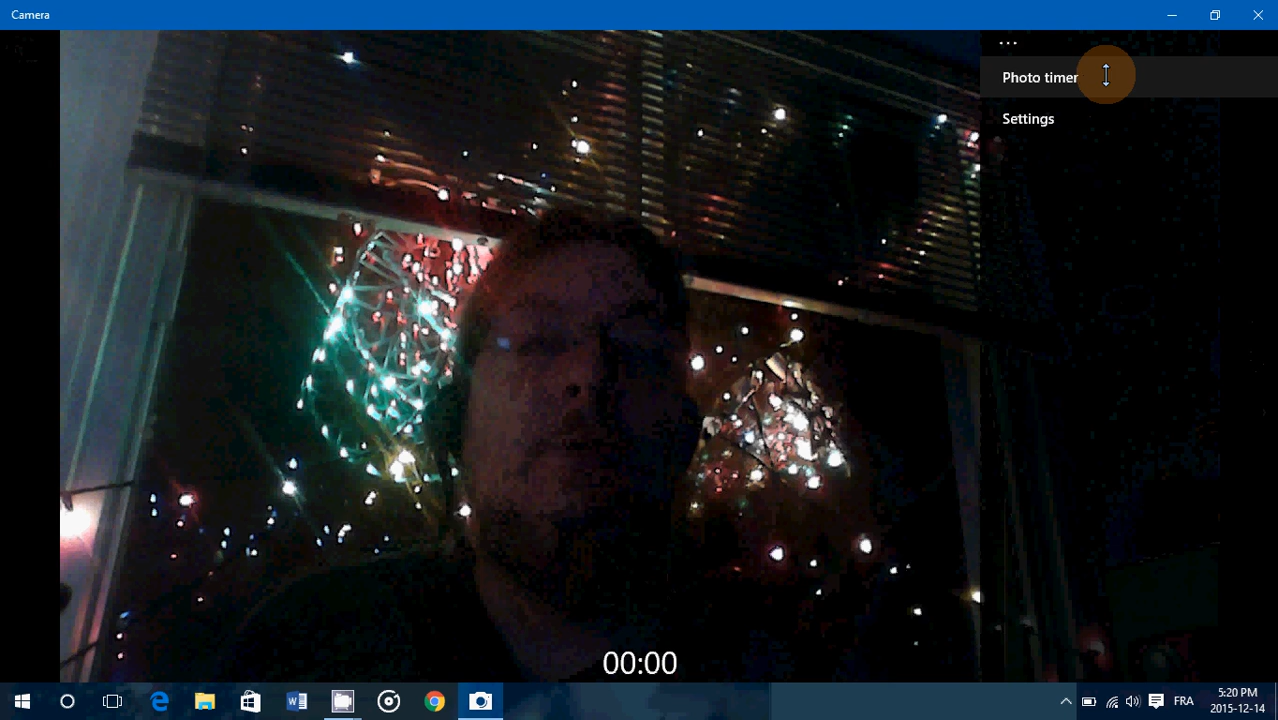 Camera
...
Photo timer
Settings
00:00
FRA
5:20 PM
2015-12-14